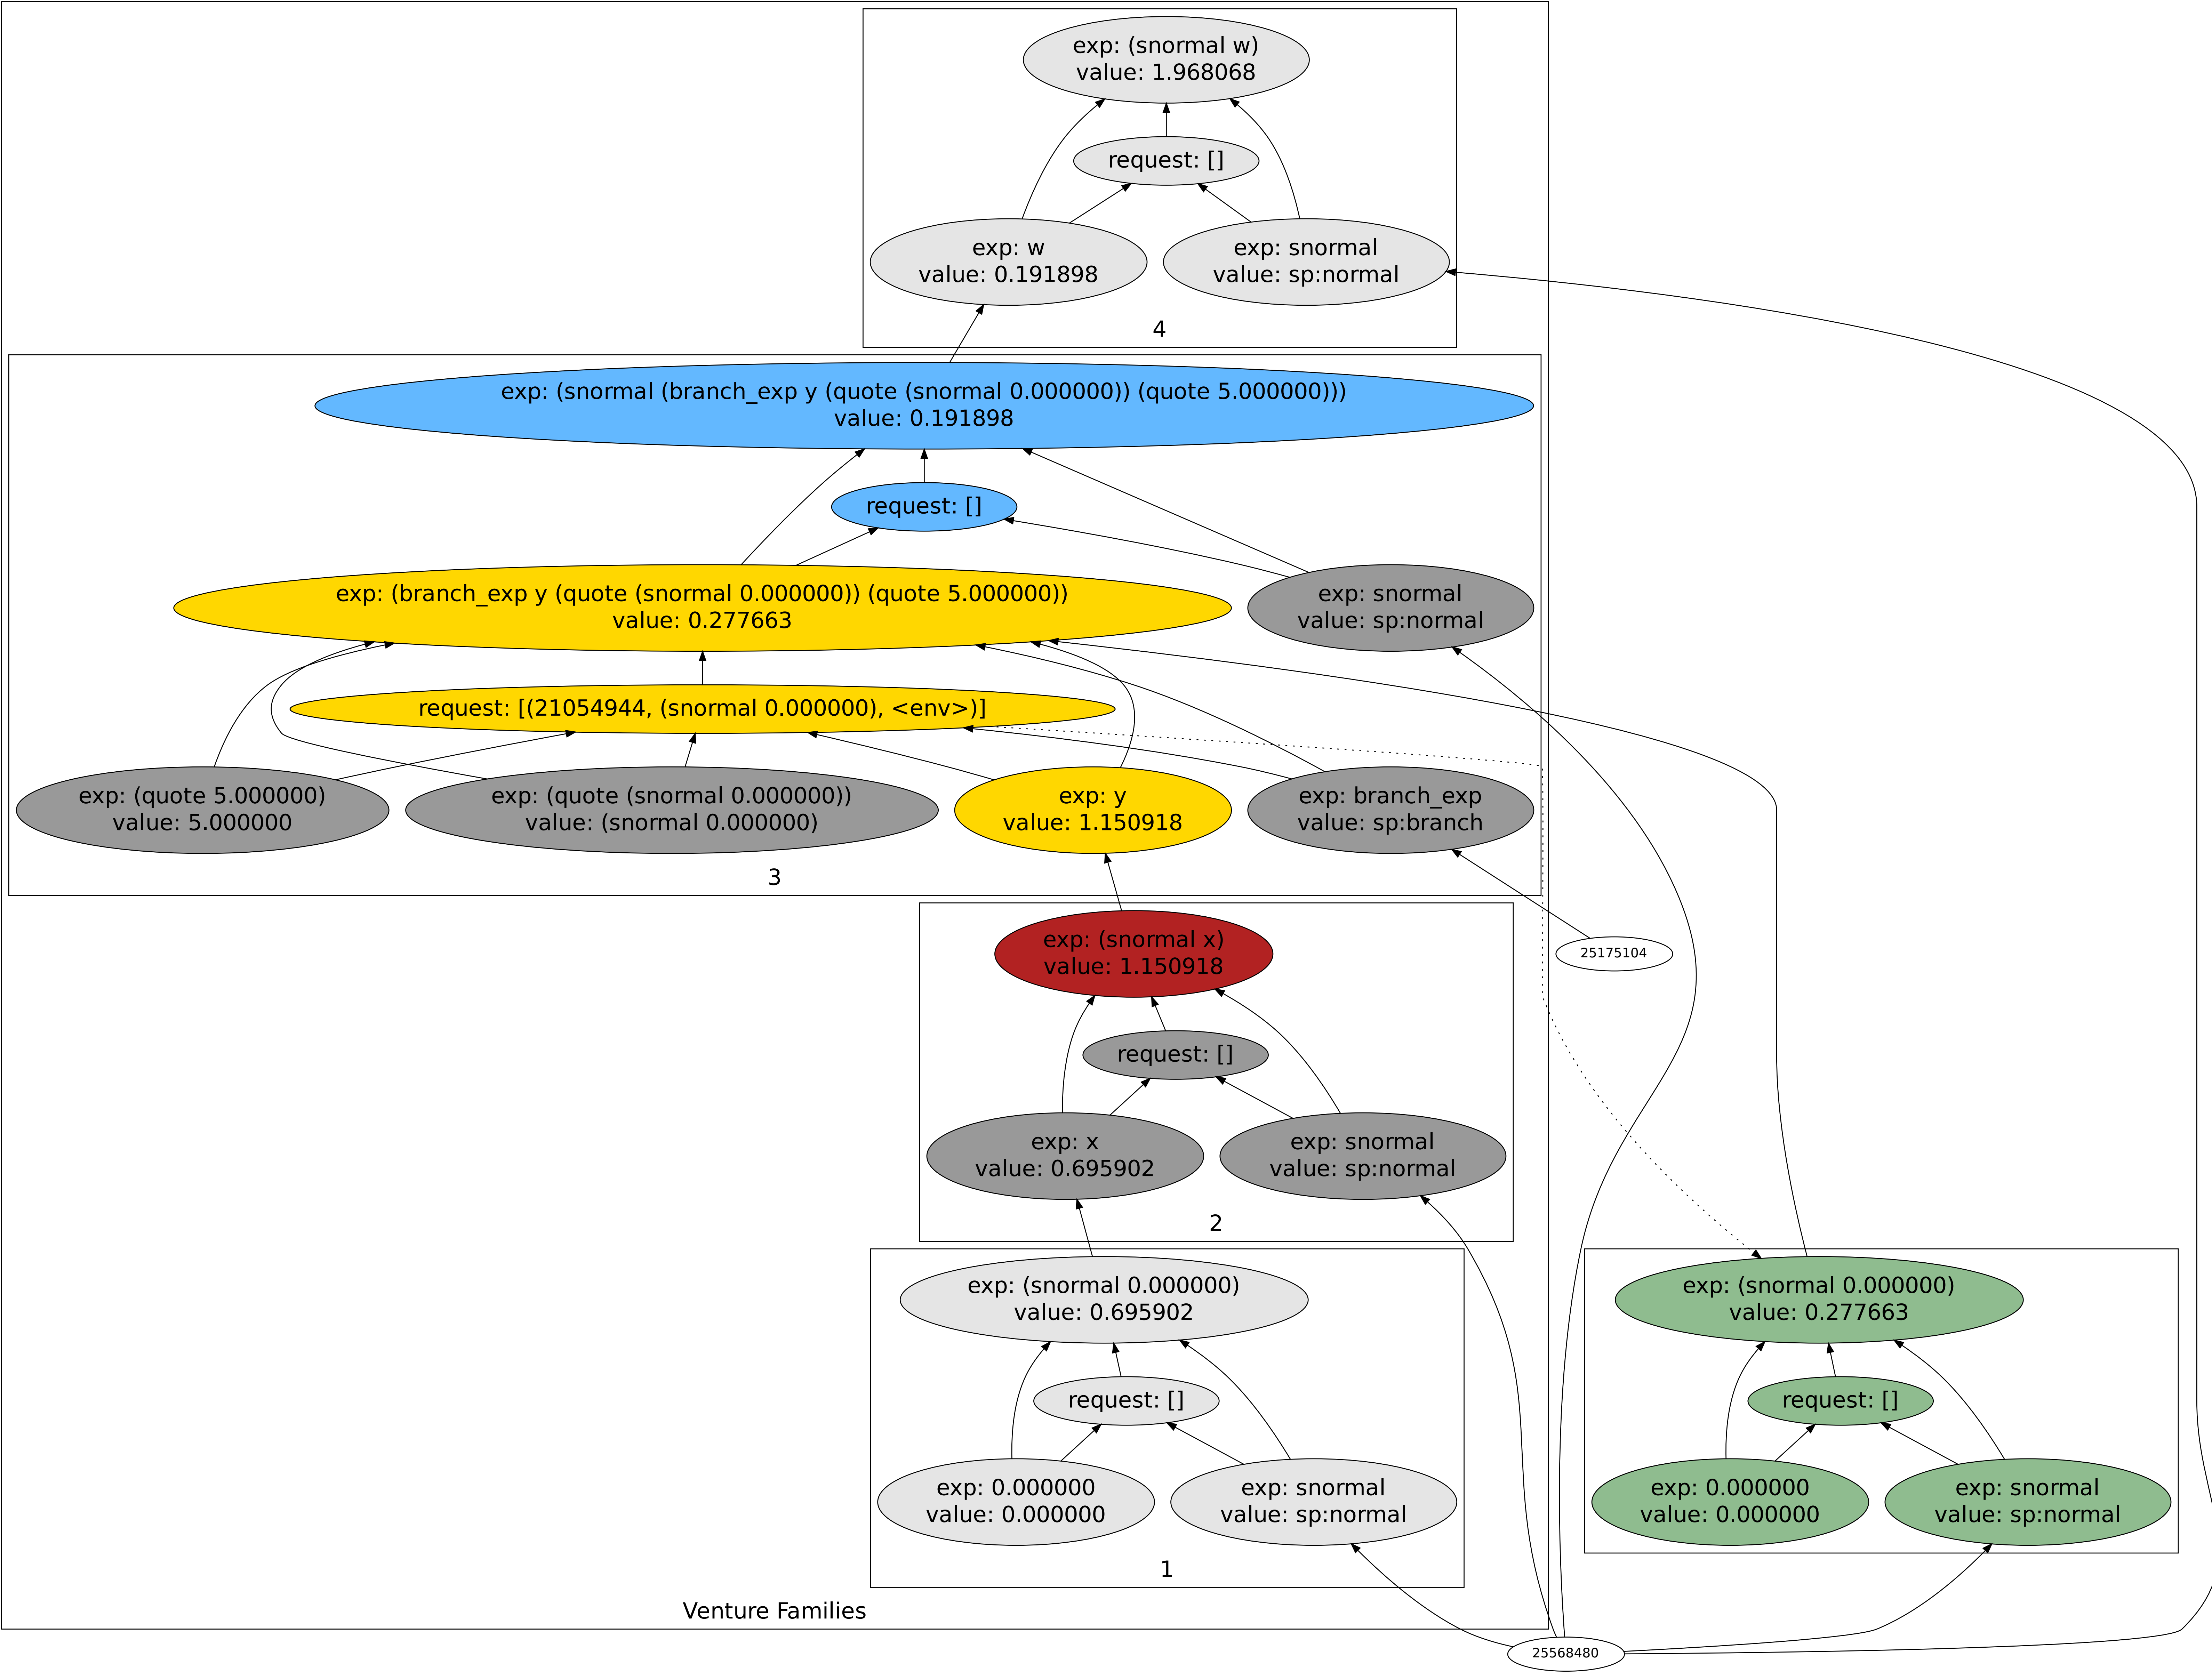 exp: (snormal w)
value: 1.968068
request: []
exp: w
value: 0.191898
exp: snormal
value: sp:normal
4
exp: (snormal (branch_exp y (quote (snormal 0.000000)) (quote 5.000000)))
value: 0.191898
request: []
exp: (branch_exp y (quote (snormal 0.000000)) (quote 5.000000))
value: 0.277663
exp: snormal
value: sp:normal
request: [(21054944, (snormal 0.000000), <env>)]
exp: (quote 5.000000)
value: 5.000000
exp: (quote (snormal 0.000000))
value: (snormal 0.000000)
exp: y
value: 1.150918
exp: branch_exp
value: sp:branch
3
exp: (snormal x)
value: 1.150918
25175104
request: []
exp: x
value: 0.695902
exp: snormal
value: sp:normal
2
exp: (snormal 0.000000)
value: 0.695902
request: []
exp: 0.000000
value: 0.000000
exp: snormal
value: sp:normal
1
exp: (snormal 0.000000)
value: 0.277663
request: []
exp: 0.000000
value: 0.000000
exp: snormal
value: sp:normal
Venture Families
25568480